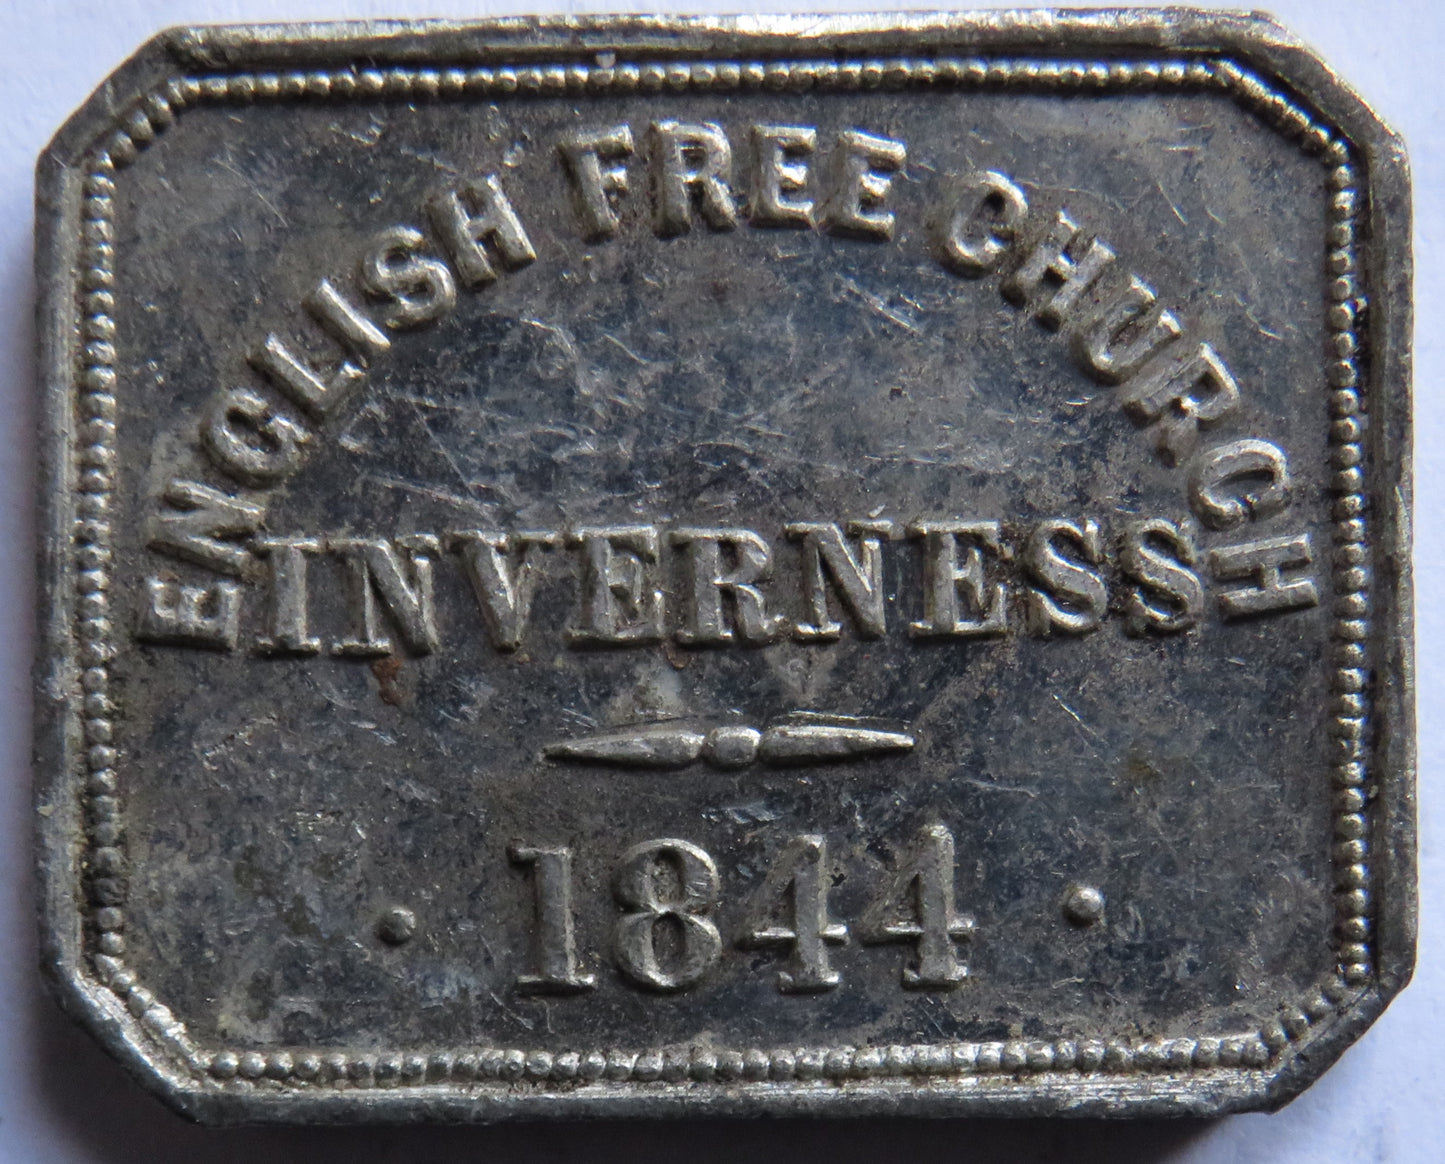 ENGLISH FREE CHURCH
INVERNESS
· 1844 ·